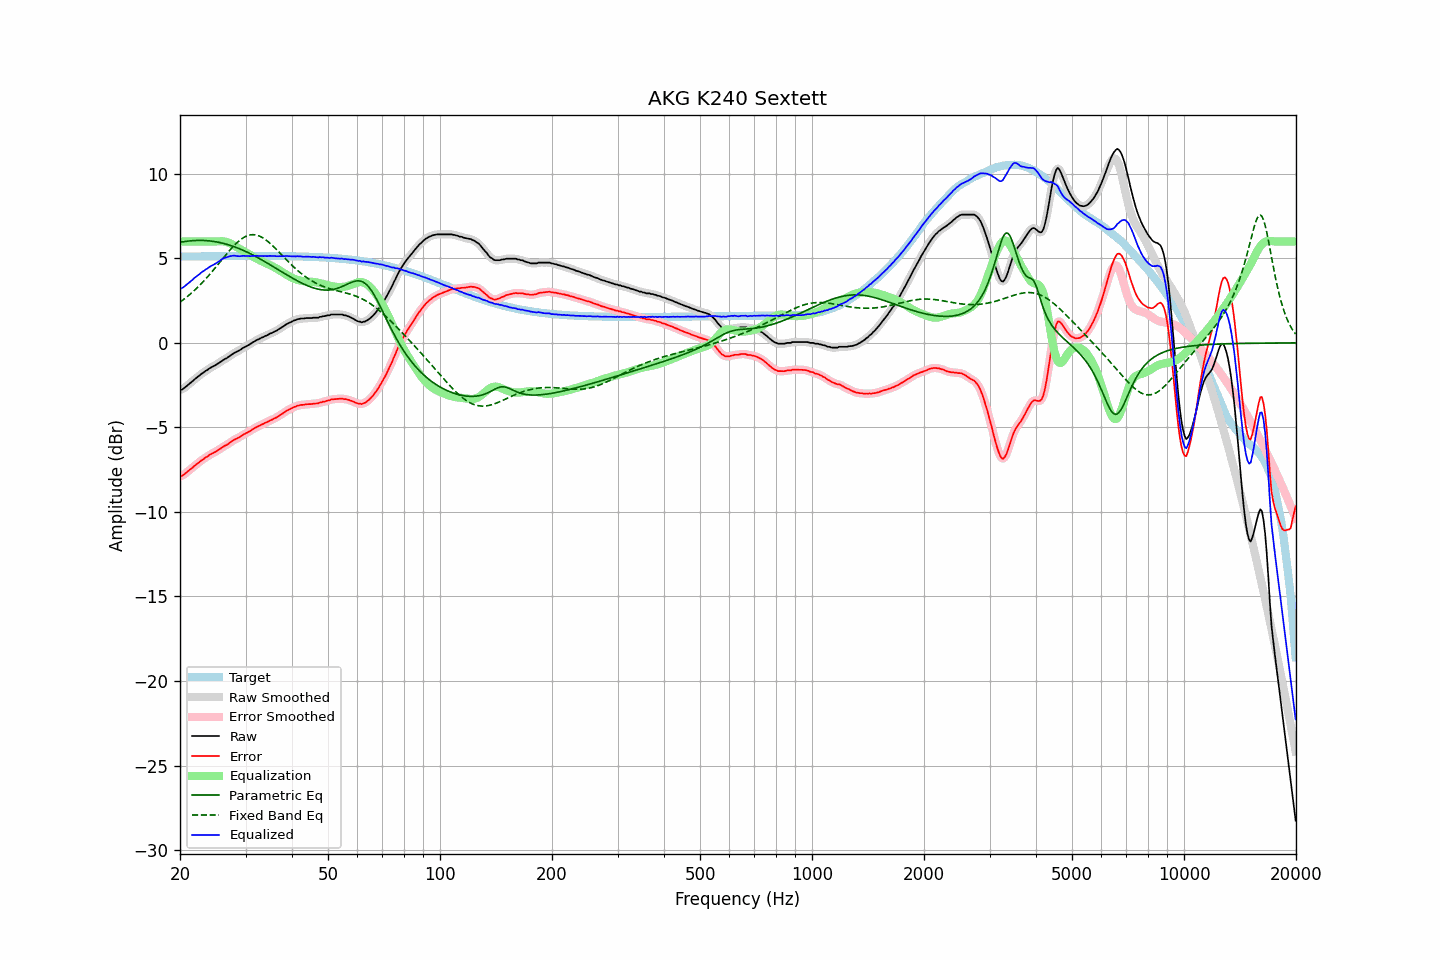 AKG K240 Sextett
Amplitude (dBr)
10
5
0
−5
−10
−15
−20
−25
−30
Target
Raw Smoothed
Error Smoothed
Raw
Error
Equalization
Parametric Eq
Fixed Band Eq
Equalized
20 50 100 200 500 1000 2000 5000 10000 20000
Frequency (Hz)